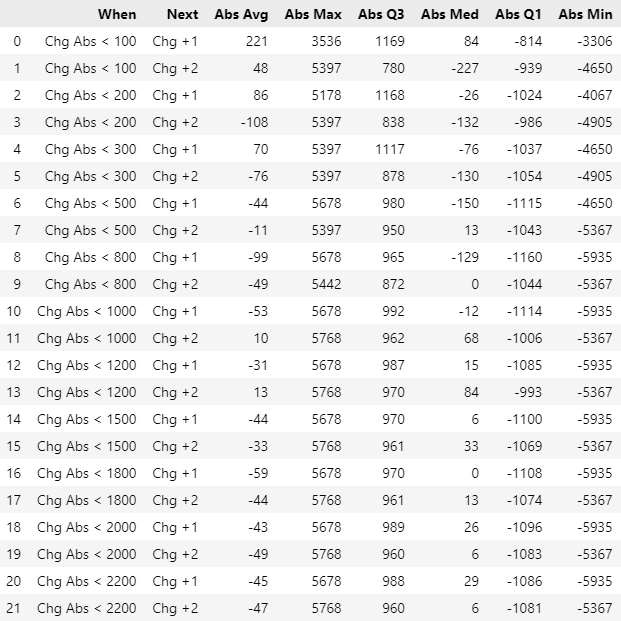 When Next Abs Avg Abs Max Abs Q3 Abs Med Abs Q1 Abs Min
0 Chg Abs < 100 Chg +1 221 3536 1169 84 -814 -3306
1 Chg Abs < 100 Chg +2 48 5397 780 -227 -939 -4650
2 Chg Abs < 200 Chg +1 86 5178 1168 -26 -1024 -4067
3 Chg Abs < 200 Chg +2 -108 5397 838 -132 -986 -4905
4 Chg Abs < 300 Chg +1 70 5397 1117 -76 -1037 -4650
5 Chg Abs < 300 Chg +2 -76 5397 878 -130 -1054 -4905
6 Chg Abs < 500 Chg +1 -44 5678 980 -150 -1115 -4650
7 Chg Abs < 500 Chg +2 -11 5397 950 13 -1043 -5367
8 Chg Abs < 800 Chg +1 -99 5678 965 -129 -1160 -5935
9 Chg Abs < 800 Chg +2 -49 5442 872 0 -1044 -5367
10 Chg Abs < 1000 Chg +1 -53 5678 992 -12 -1114 -5935
11 Chg Abs < 1000 Chg +2 10 5768 962 68 -1006 -5367
12 Chg Abs < 1200 Chg +1 -31 5678 987 15 -1085 -5935
13 Chg Abs < 1200 Chg +2 13 5768 970 84 -993 -5367
14 Chg Abs < 1500 Chg +1 -44 5678 970 6 -1100 -5935
15 Chg Abs < 1500 Chg +2 -33 5768 961 33 -1069 -5367
16 Chg Abs < 1800 Chg +1 -59 5678 970 0 -1108 -5935
17 Chg Abs < 1800 Chg +2 -44 5768 961 13 -1074 -5367
18 Chg Abs < 2000 Chg +1 -43 5678 989 26 -1096 -5935
19 Chg Abs < 2000 Chg +2 -49 5768 960 6 -1083 -5367
20 Chg Abs < 2200 Chg +1 -45 5678 988 29 -1086 -5935
21 Chg Abs < 2200 Chg +2 -47 5768 960 6 -1081 -5367